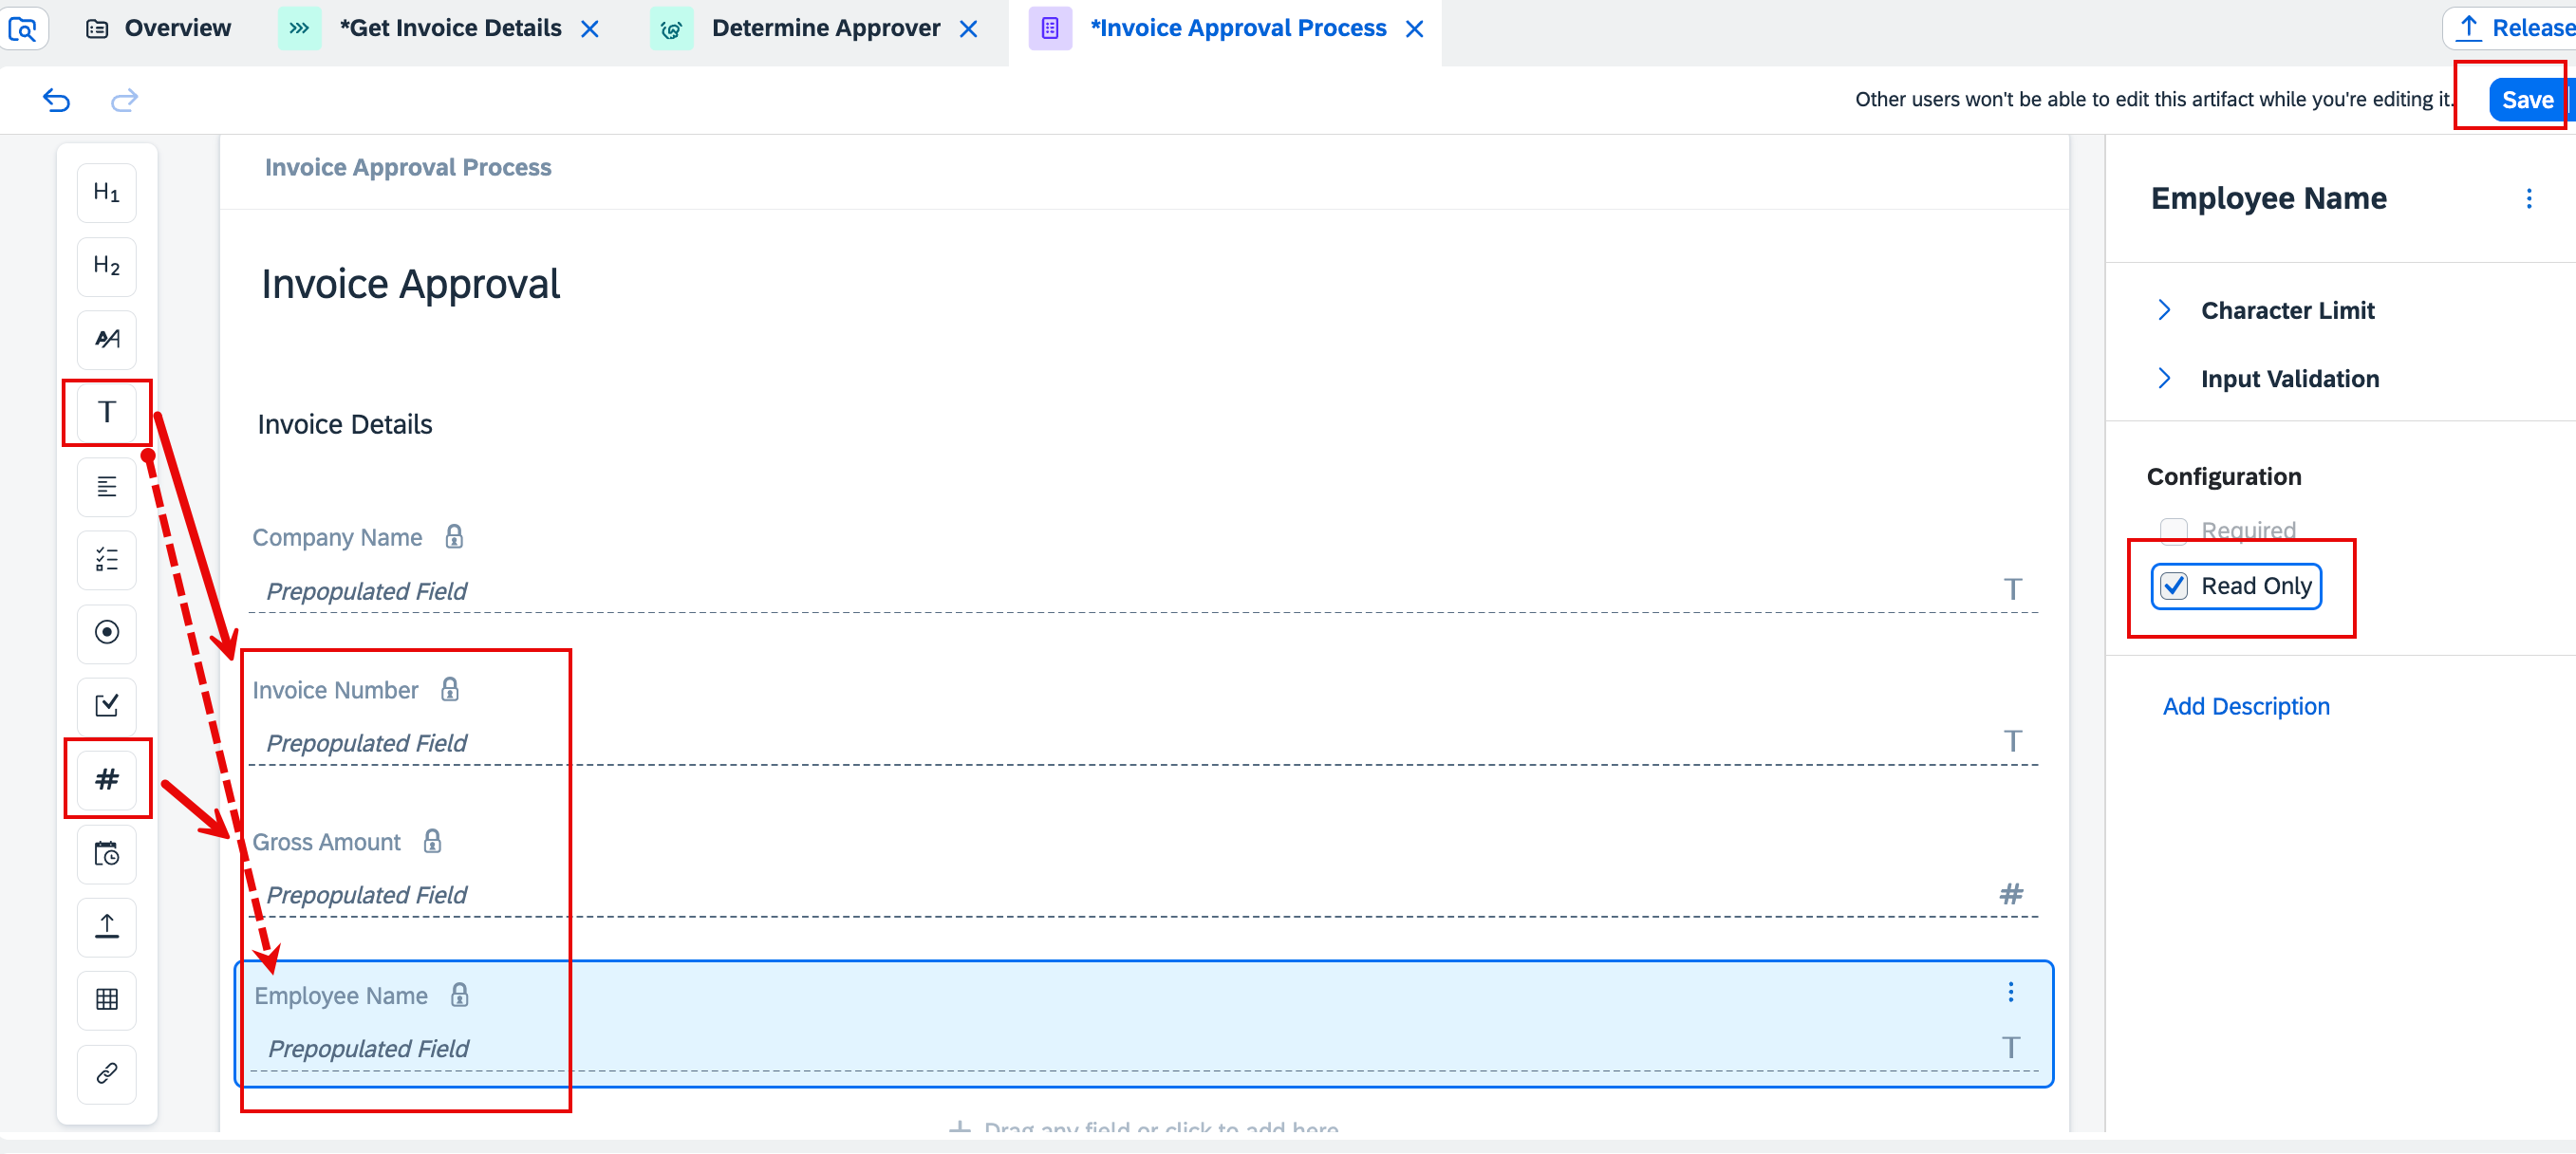 Overview
*Get Invoice Details
Determine Approver
*Invoice Approval Process
Release
Other users won't be able to edit this artifact while you're editing it.
Save
Invoice Approval Process
Invoice Approval
Invoice Details
Company Name
Prepopulated Field
T
Invoice Number
Prepopulated Field
T
Gross Amount
Prepopulated Field
#
Employee Name
Prepopulated Field
T
Drag any field or click to add here
H1
H2
AA
T
#
Employee Name
Character Limit
Input Validation
Configuration
Required
Read Only
Add Description